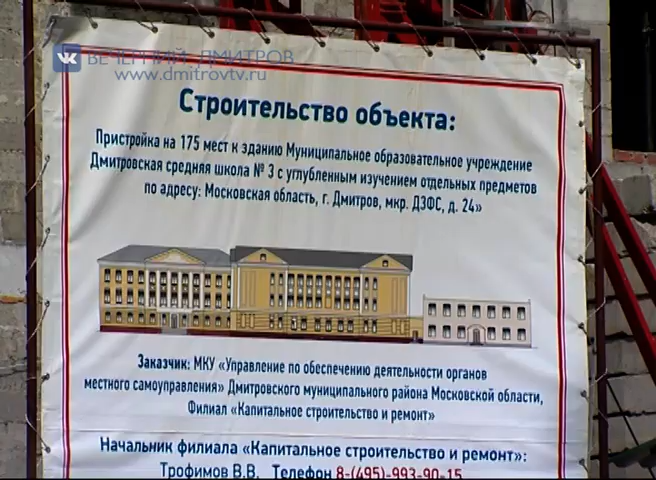 ВЕЧЕРНИЙ ДМИТРОВ
www.dmitrovtv.ru
Строительство объекта:
Пристройка на 175 мест к зданию Муниципальное образовательное учреждение
Дмитровская средняя школа № 3 с углубленным изучением отдельных предметов
по адресу: Московская область, г. Дмитров, мкр. ДЗФС, д. 24»
Заказчик: МКУ «Управление по обеспечению деятельности органов
местного самоуправления» Дмитровского муниципального района Московской области,
Филиал «Капитальное строительство и ремонт»
Начальник филиала «Капитальное строительство и ремонт»:
Трофимов В.В. Телефон 8-(495)-993-90-15